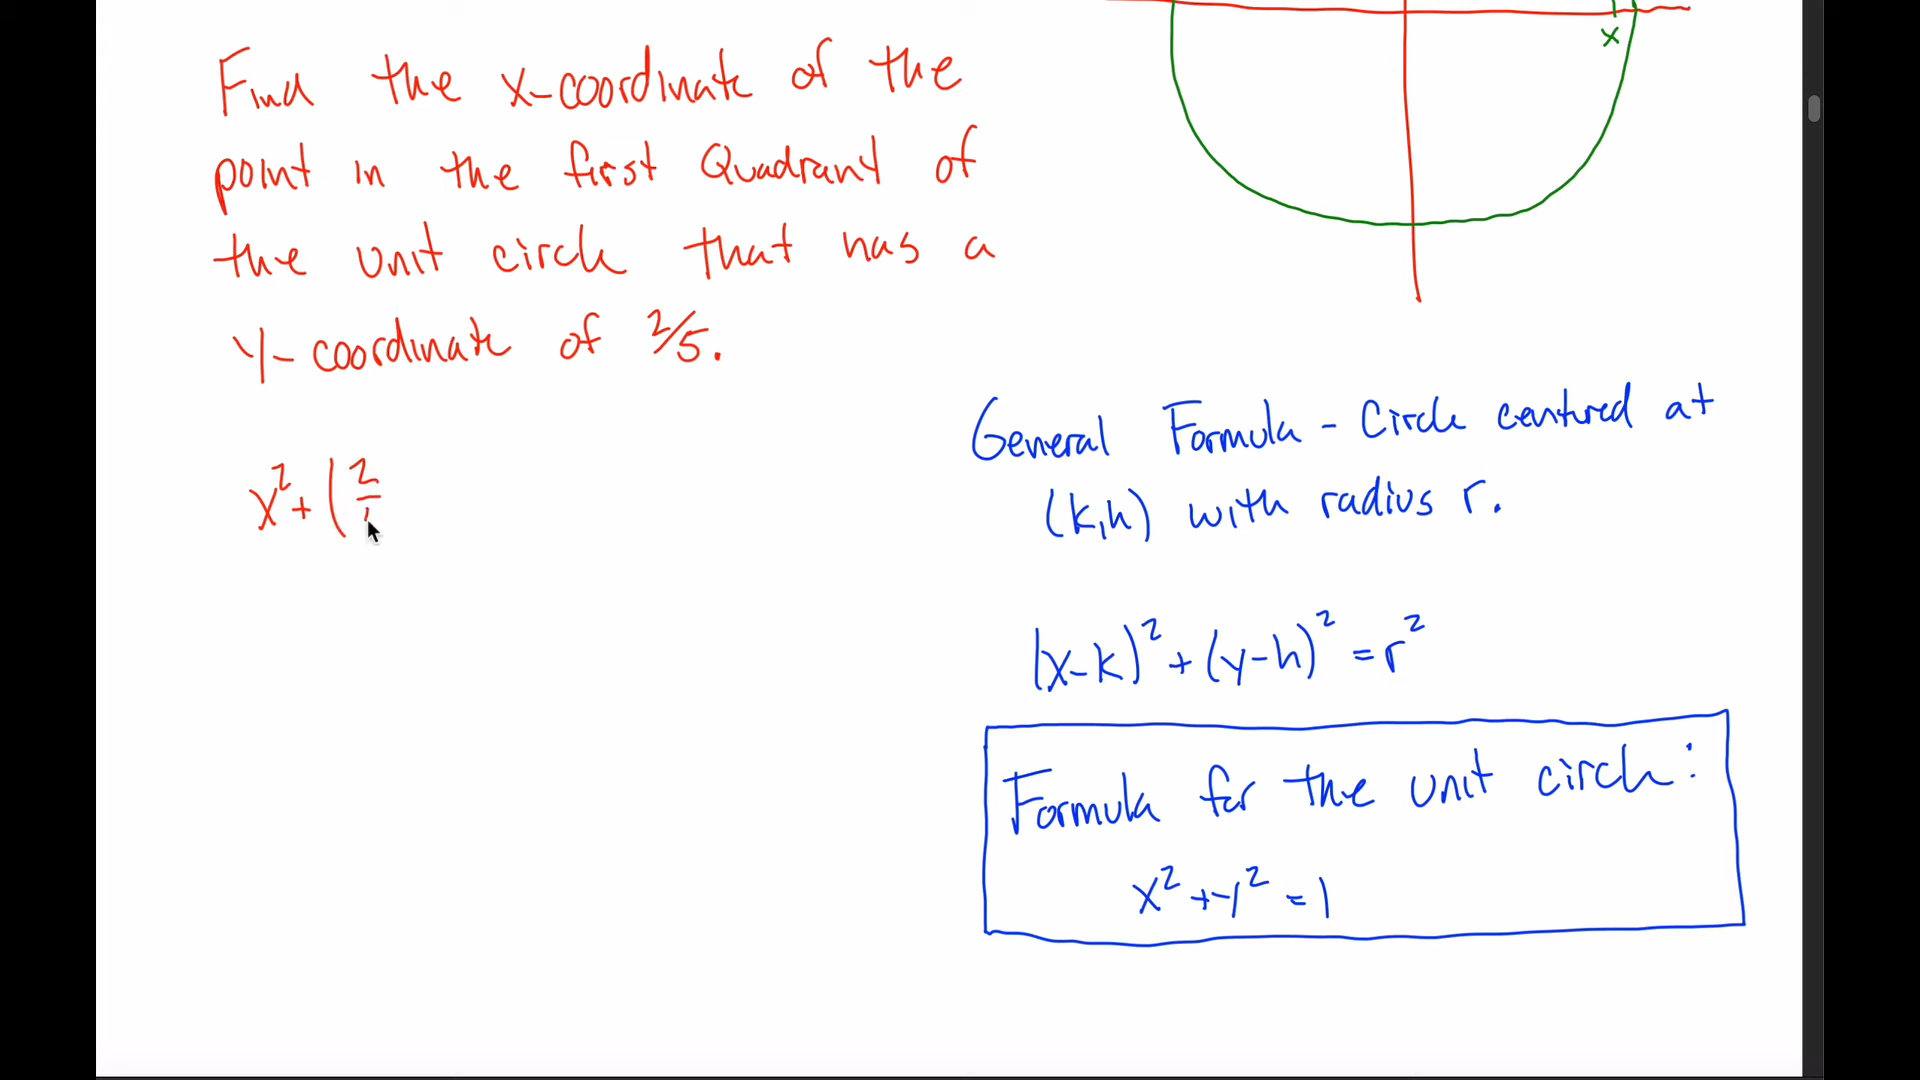 Find the x-coordinate of the
point in the first Quadrant of
the unit circle that has a
Y-coordinate of 2/5.
x² + (2/
x
General Formula - Circle centred at
(k,h) with radius r.
(x-k)² + (y-h)² = r²
Formula for the unit circle:
x² + y² = 1